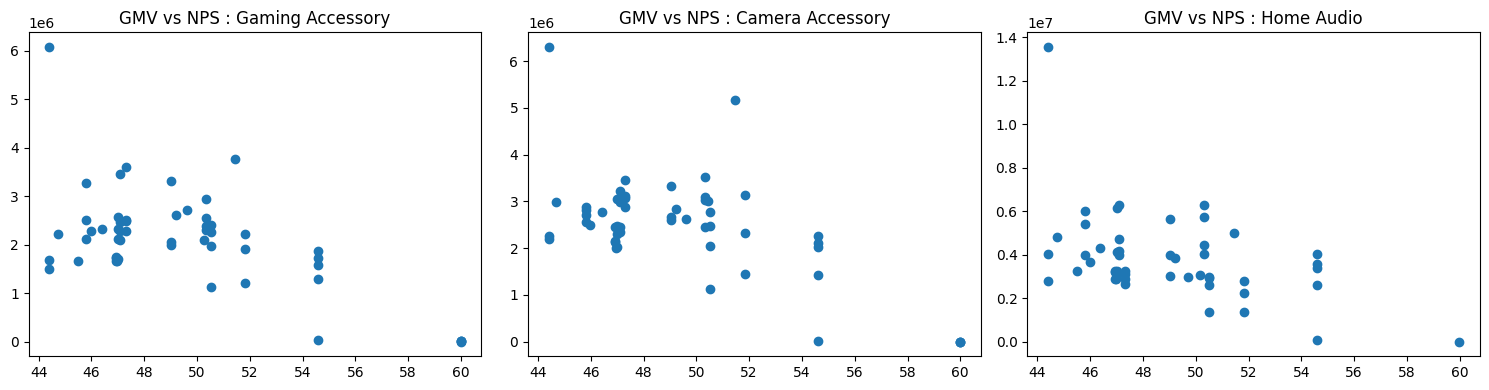 GMV vs NPS : Gaming Accessory
1e6
6
5
4
3
2
1
0
44 46 48 50 52 54 56 58 60
GMV vs NPS : Camera Accessory
1e6
6
5
4
3
2
1
0
44 46 48 50 52 54 56 58 60
GMV vs NPS : Home Audio
1e7
1.4
1.2
1.0
0.8
0.6
0.4
0.2
0.0
44 46 48 50 52 54 56 58 60